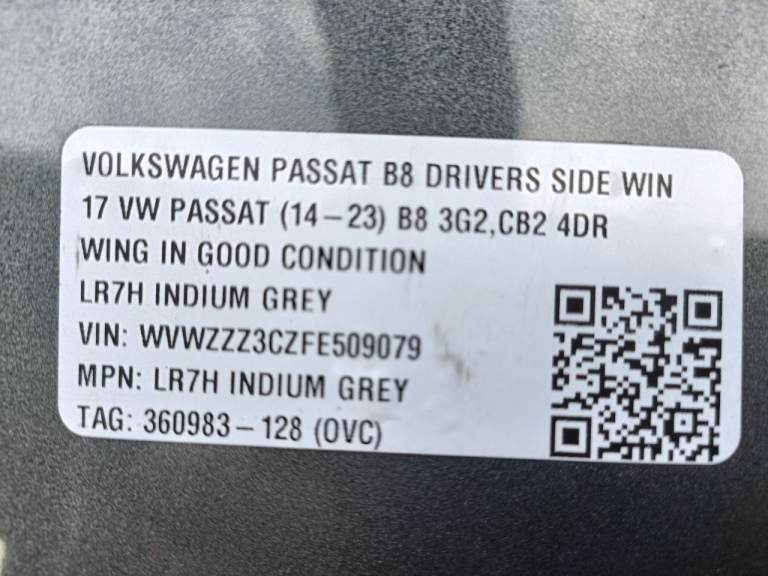 VOLKSWAGEN PASSAT B8 DRIVERS SIDE WIN
17 VW PASSAT (14-23) B8 3G2,CB2 4DR
WING IN GOOD CONDITION
LR7H INDIUM GREY
VIN: WVWZZZ3CZFE509079
MPN: LR7H INDIUM GREY
TAG: 360983-128 (OVC)